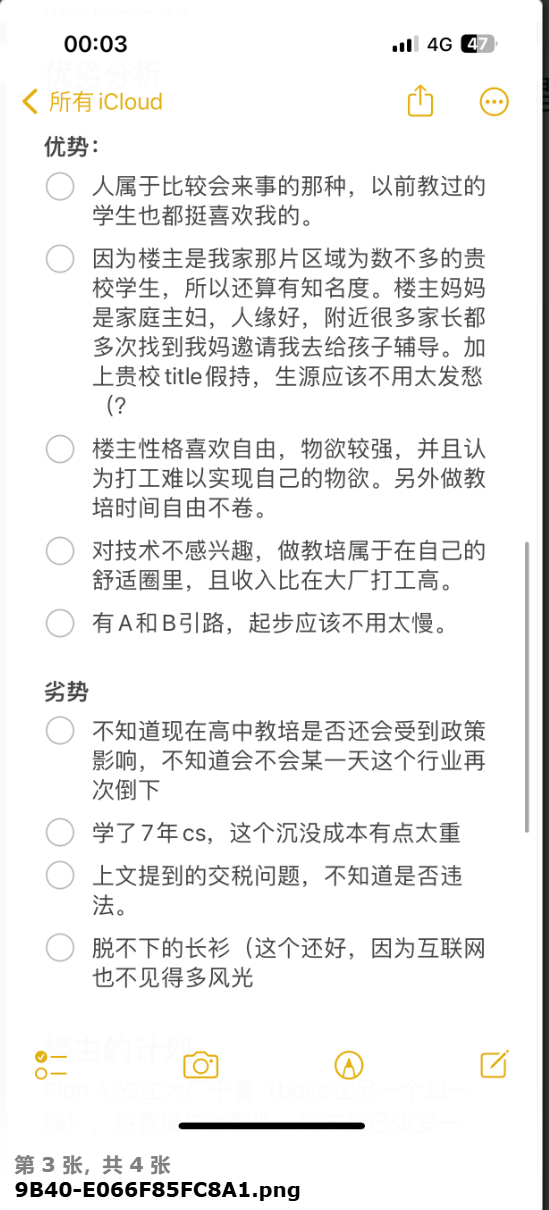 00:03
4G 47
优劣分析
所有 iCloud
优势：
人属于比较会来事的那种，以前教过的
学生也都挺喜欢我的。
因为楼主是我家那片区域为数不多的贵
校学生，所以还算有知名度。楼主妈妈
是家庭主妇，人缘好，附近很多家长都
多次找到我妈邀请我去给孩子辅导。加
上贵校title假持，生源应该不用太发愁
（?
楼主性格喜欢自由，物欲较强，并且认
为打工难以实现自己的物欲。另外做教
培时间自由不卷。
对技术不感兴趣，做教培属于在自己的
舒适圈里，且收入比在大厂打工高。
有A和B引路，起步应该不用太慢。
劣势
不知道现在高中教培是否还会受到政策
影响，不知道会不会某一天这个行业再
次倒下
学了7年cs，这个沉没成本有点太重
上文提到的交税问题，不知道是否违
法。
脱不下的长衫（这个还好，因为互联网
也不见得多风光
楼主的计划
第 3 张, 共 4 张
9B40-E066F85FC8A1.png